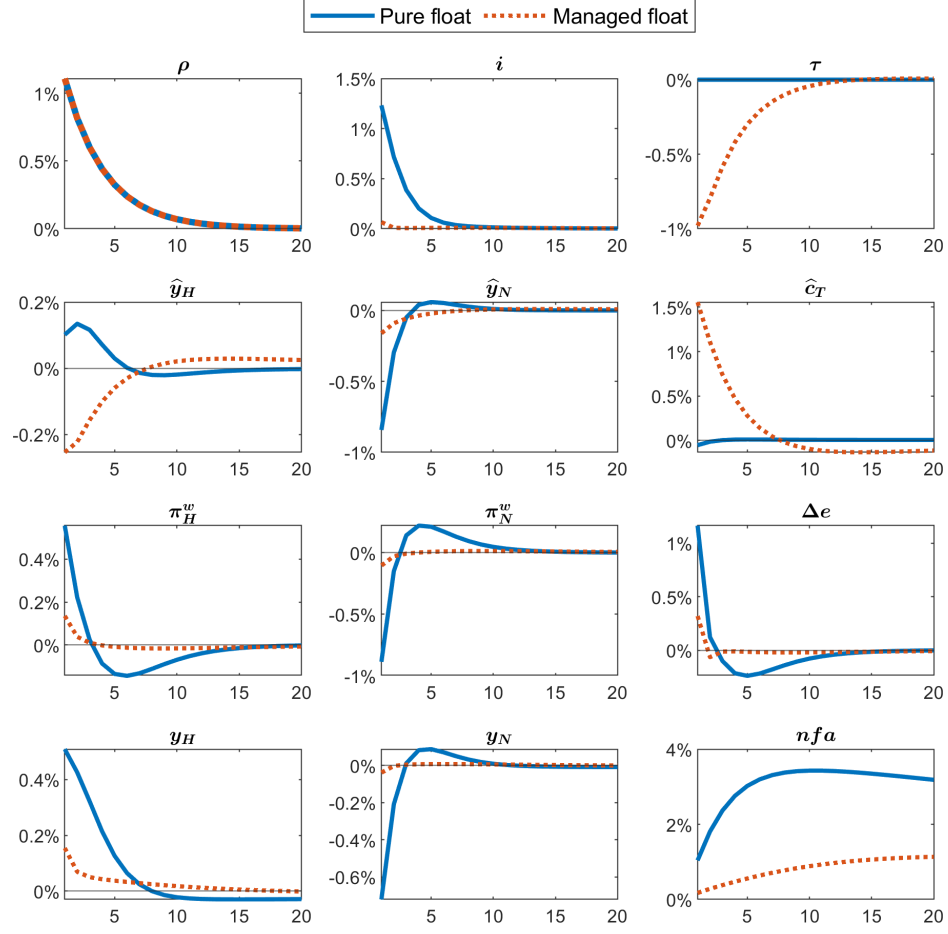 Pure float Managed float
ρ i τ
1% 1.5% 0%
0.5% 1% -0.5%
0% 0.5% -1%
0%
5 10 15 20 5 10 15 20 5 10 15 20
ŷ_H ŷ_N ĉ_T
0.2% 0% 1.5%
0% -0.5% 1%
-0.2% -1% 0.5%
0%
5 10 15 20 5 10 15 20 5 10 15 20
π_H^w π_N^w Δe
0.4% 0% 1%
0.2% -0.5% 0.5%
0% -1% 0%
5 10 15 20 5 10 15 20 5 10 15 20
y_H y_N nfa
0.4% 0% 4%
0.2% -0.2% 2%
0% -0.4% 0%
-0.6%
5 10 15 20 5 10 15 20 5 10 15 20